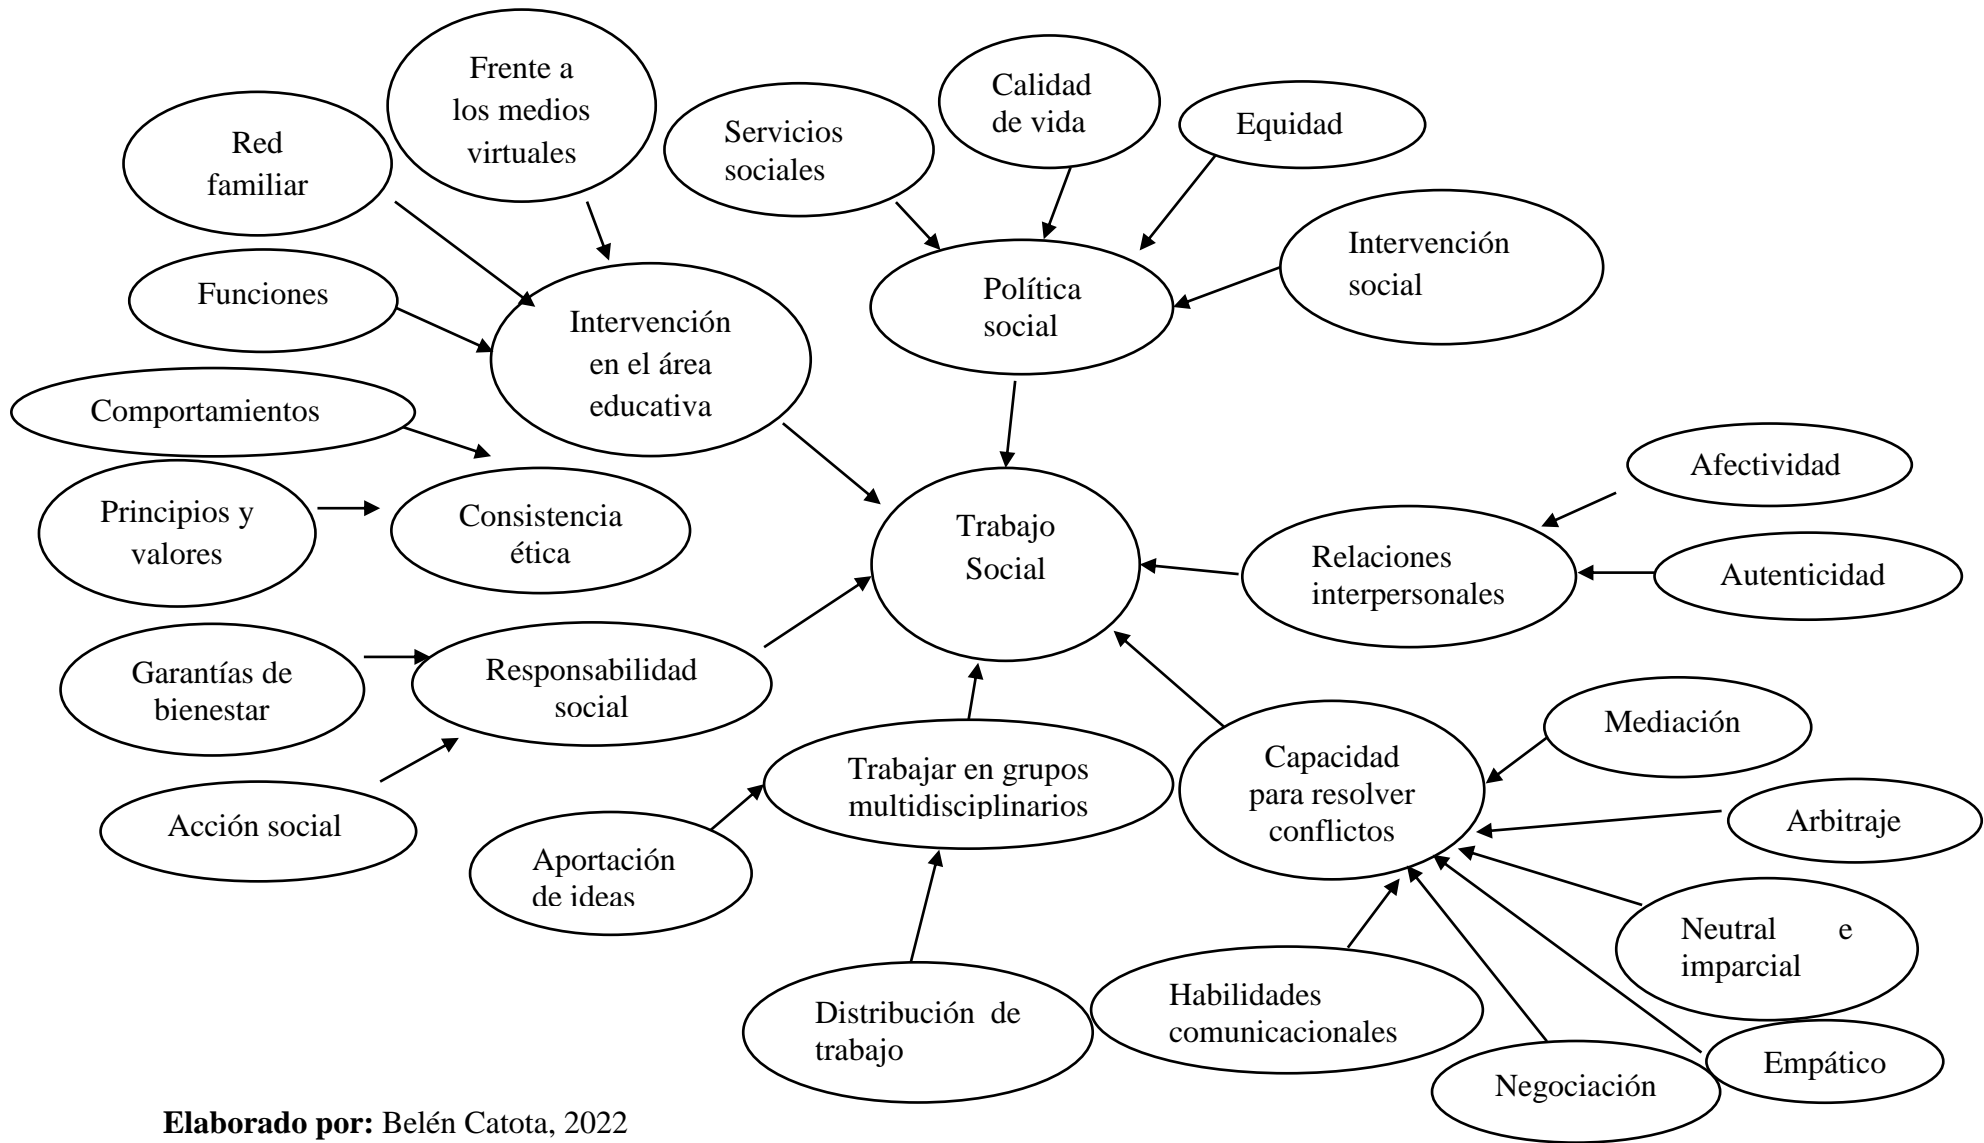 Frente a
los medios
virtuales
Red
familiar
Funciones
Intervención
en el área
educativa
Servicios
sociales
Calidad
de vida
Equidad
Intervención
social
Política
social
Comportamientos
Principios y
valores
Consistencia
ética
Trabajo
Social
Afectividad
Relaciones
interpersonales
Autenticidad
Garantías de
bienestar
Responsabilidad
social
Acción social
Trabajar en grupos
multidisciplinarios
Aportación
de ideas
Distribución de
trabajo
Capacidad
para resolver
conflictos
Mediación
Arbitraje
Neutral e
imparcial
Empático
Habilidades
comunicacionales
Negociación
Elaborado por: Belén Catota, 2022